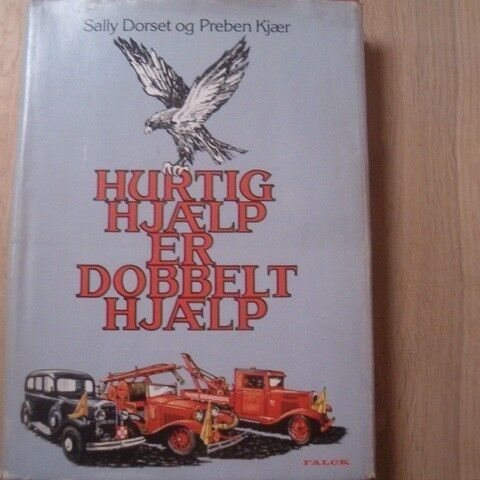 Sally Dorset og Preben Kjær
HURTIG
HJÆLP
ER
DOBBELT
HJÆLP
FALCK